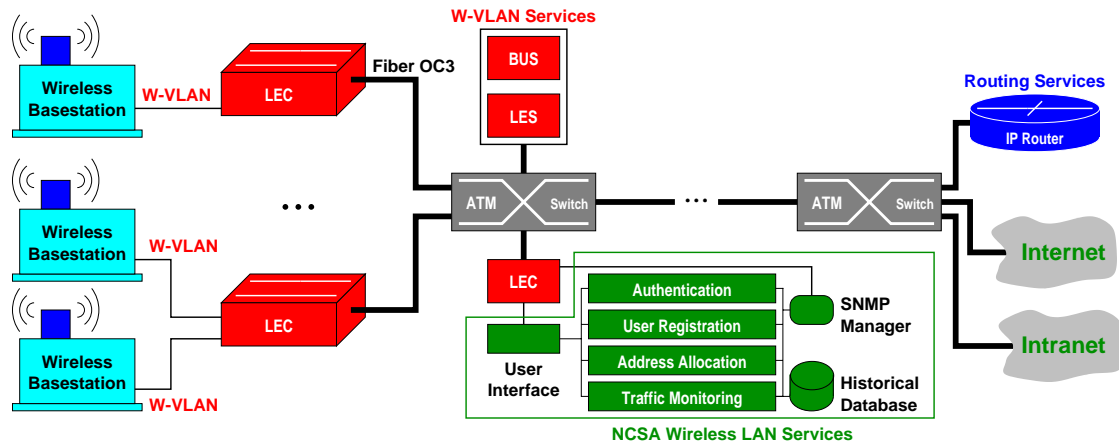 W-VLAN Services
Wireless
Basestation
W-VLAN
LEC
Fiber OC3
BUS
LES
Routing Services
IP Router
Wireless
Basestation
W-VLAN
...
ATM
Switch
...
ATM
Switch
Internet
Intranet
Wireless
Basestation
W-VLAN
LEC
LEC
User
Interface
Authentication
User Registration
Address Allocation
Traffic Monitoring
SNMP
Manager
Historical
Database
NCSA Wireless LAN Services